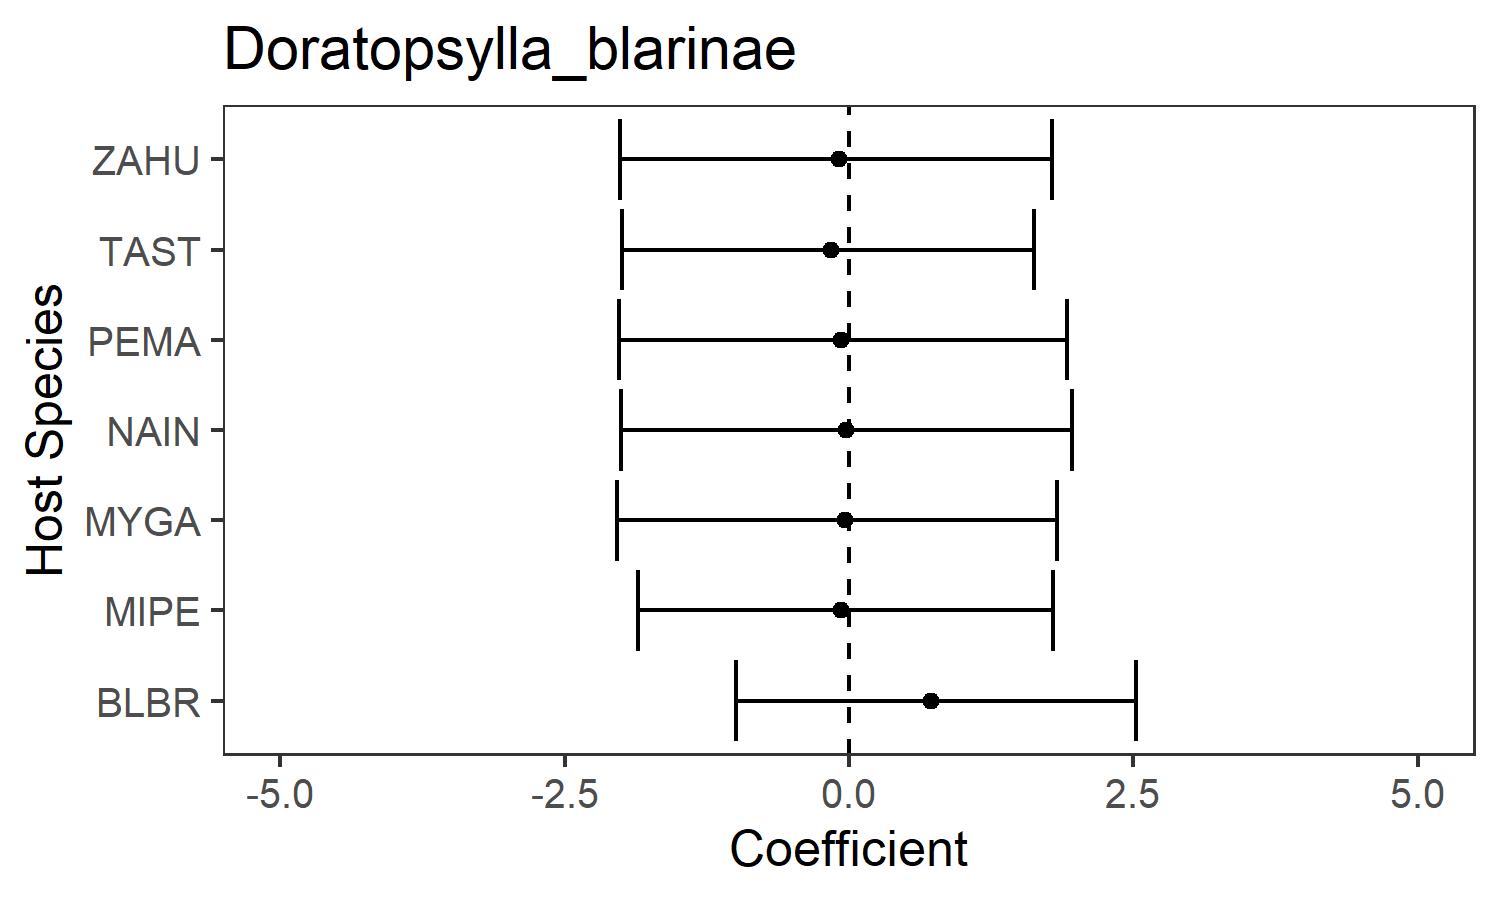 Doratopsylla_blarinae
Host Species
ZAHU
TAST
PEMA
NAIN
MYGA
MIPE
BLBR
-5.0 -2.5 0.0 2.5 5.0
Coefficient